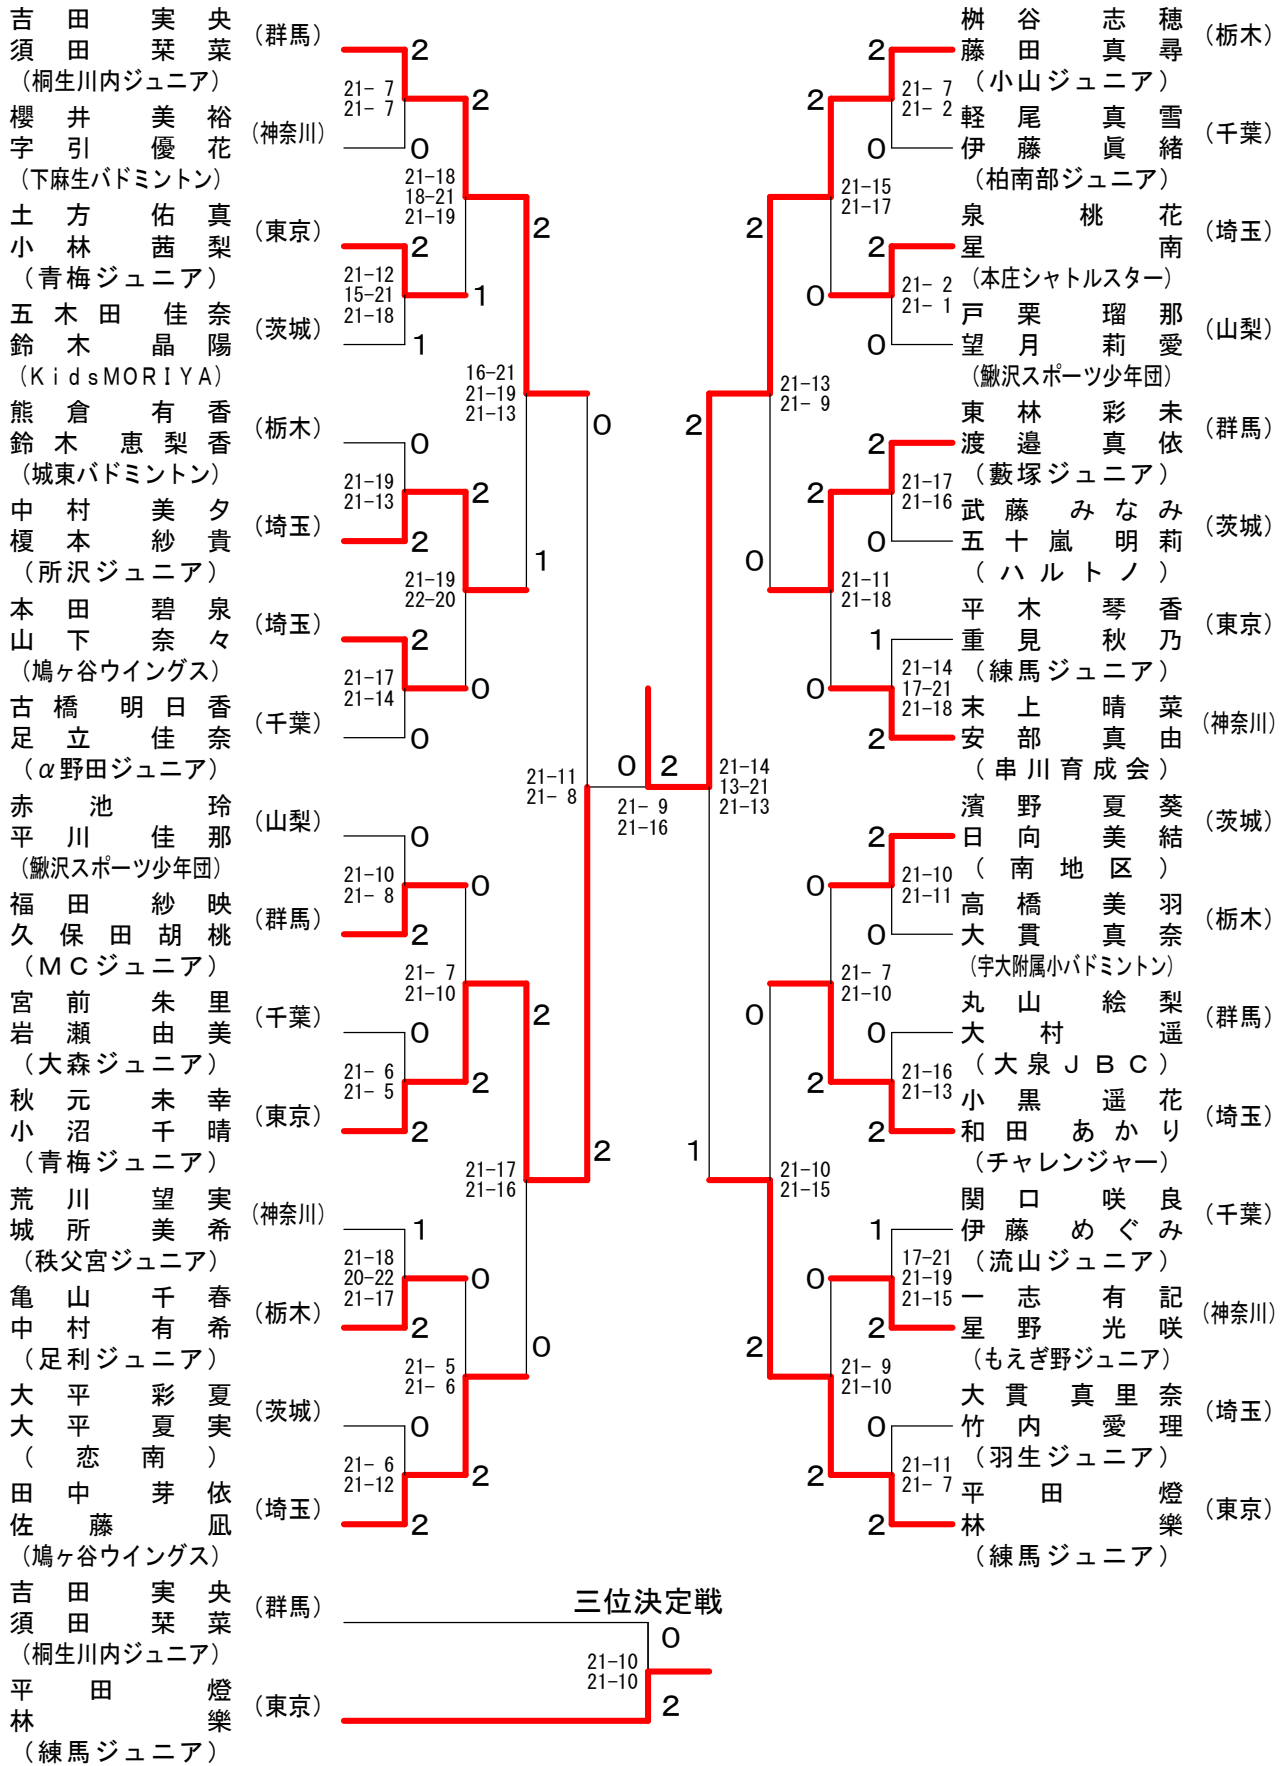 吉田 実央
須田 栞菜
(群馬)
(桐生川内ジュニア)
櫻井 美裕
字引 優花
(神奈川)
(下麻生バドミントン)
土方 佑真
小林 茜梨
(東京)
(青梅ジュニア)
五木田 佳奈
鈴木 晶陽
(茨城)
(KidsMORIYA)
熊倉 有香
鈴木 恵梨香
(栃木)
(城東バドミントン)
中村 美夕
榎本 紗貴
(埼玉)
(所沢ジュニア)
本田 碧泉
山下 奈々
(埼玉)
(鳩ヶ谷ウイングス)
古橋 明日香
足立 佳奈
(千葉)
(α野田ジュニア)
赤池 玲
平川 佳那
(山梨)
(鰍沢スポーツ少年団)
福田 紗映
久保田 胡桃
(群馬)
(MCジュニア)
宮前 朱里
岩瀬 由美
(千葉)
(大森ジュニア)
秋元 未幸
小沼 千晴
(東京)
(青梅ジュニア)
荒川 望実
城所 美希
(神奈川)
(秩父宮ジュニア)
亀山 千春
中村 有希
(栃木)
(足利ジュニア)
大平 彩夏
大平 夏実
(茨城)
(恋南)
田中 芽依
佐藤 凪
(埼玉)
(鳩ヶ谷ウイングス)
2
21- 7
21- 7
0
2
21-12
15-21
21-18
1
0
21-19
21-13
2
2
21-17
21-14
0
0
21-10
21- 8
2
0
21- 6
21- 5
2
1
21-18
20-22
21-17
2
0
21- 6
21-12
2
2
21-18
18-21
21-19
1
2
21-19
22-20
0
0
21- 7
21-10
2
0
21- 5
21- 6
2
2
16-21
21-19
21-13
1
2
21-17
21-16
0
0
21-11
21- 8
2
0
2
21- 9
21-16
2
21-14
13-21
21-13
1
2
21-13
21- 9
0
0
21-10
21-15
2
2
21-15
21-17
0
2
21-11
21-18
0
0
21- 7
21-10
2
0
21- 9
21-10
2
2
21- 7
21- 2
0
2
21- 2
21- 1
0
2
21-17
21-16
0
1
21-14
17-21
21-18
2
2
21-10
21-11
0
0
21-16
21-13
2
1
17-21
21-19
21-15
2
0
21-11
21- 7
2
桝谷 志穂
藤田 真尋
(栃木)
(小山ジュニア)
軽尾 真雪
伊藤 眞緒
(千葉)
(柏南部ジュニア)
泉 桃花
星 南
(埼玉)
(本庄シャトルスター)
戸栗 瑠那
望月 莉愛
(山梨)
(鰍沢スポーツ少年団)
東林 彩未
渡邉 真依
(群馬)
(藪塚ジュニア)
武藤 みなみ
五十嵐 明莉
(茨城)
(ハルトノ)
平木 琴香
重見 秋乃
(東京)
(練馬ジュニア)
末上 晴菜
安部 真由
(神奈川)
(串川育成会)
濱野 夏葵
日向 美結
(茨城)
(南地区)
高橋 美羽
大貫 真奈
(栃木)
(宇大附属小バドミントン)
丸山 絵梨
大村 遥
(群馬)
(大泉JBC)
小黒 遥花
和田 あかり
(埼玉)
(チャレンジャー)
関口 咲良
伊藤 めぐみ
(千葉)
(流山ジュニア)
一志 有記
星野 光咲
(神奈川)
(もえぎ野ジュニア)
大貫 真里奈
竹内 愛理
(埼玉)
(羽生ジュニア)
平田 燈
林 樂
(東京)
(練馬ジュニア)
三位決定戦
吉田 実央
須田 栞菜
(群馬)
(桐生川内ジュニア)
平田 燈
林 樂
(東京)
(練馬ジュニア)
0
21-10
21-10
2